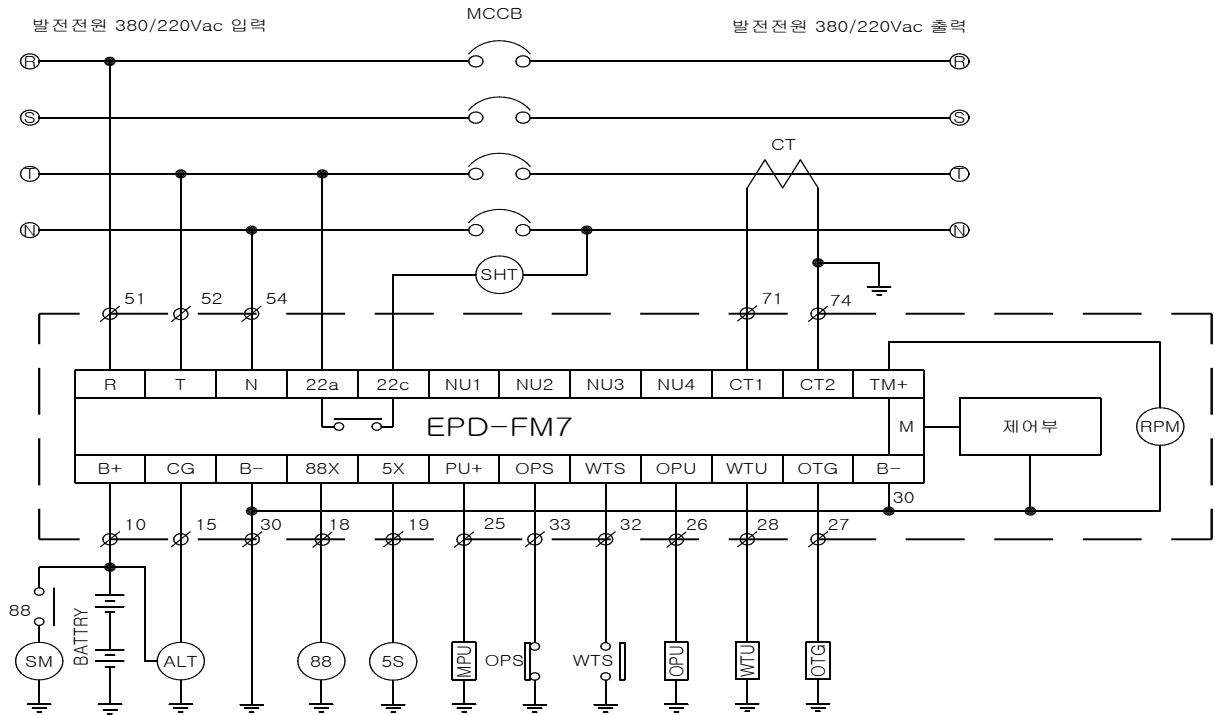 발전전원 380/220Vac 입력
MCCB
발전전원 380/220Vac 출력
R
R
S
S
CT
T
T
N
N
SHT
51
52
54
71
74
R
T
N
22a
22c
NU1
NU2
NU3
NU4
CT1
CT2
TM+
EPD-FM7
M
제어부
RPM
B+
CG
B-
88X
5X
PU+
OPS
WTS
OPU
WTU
OTG
B-
30
10
15
30
18
19
25
33
32
26
28
27
88
BATTRY
SM
ALT
88
5S
MPU
OPS
WTS
OPU
WTU
OTG